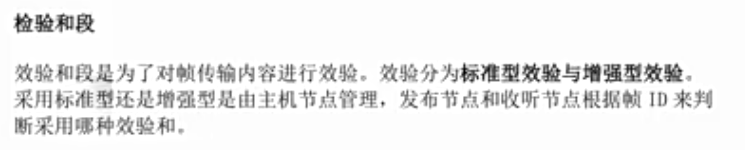 检验和段
效验和段是为了对帧传输内容进行效验。效验分为标准型效验与增强型效验。
采用标准型还是增强型是由主机节点管理，发布节点和收听节点根据帧 ID 来判
断采用哪种效验和。